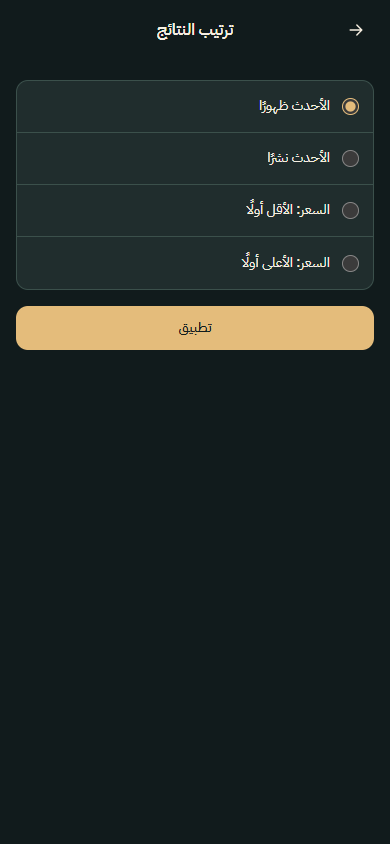 ترتيب النتائج
الأحدث ظهورًا
الأحدث نشرًا
السعر: الأقل أولًا
السعر: الأعلى أولًا
تطبيق